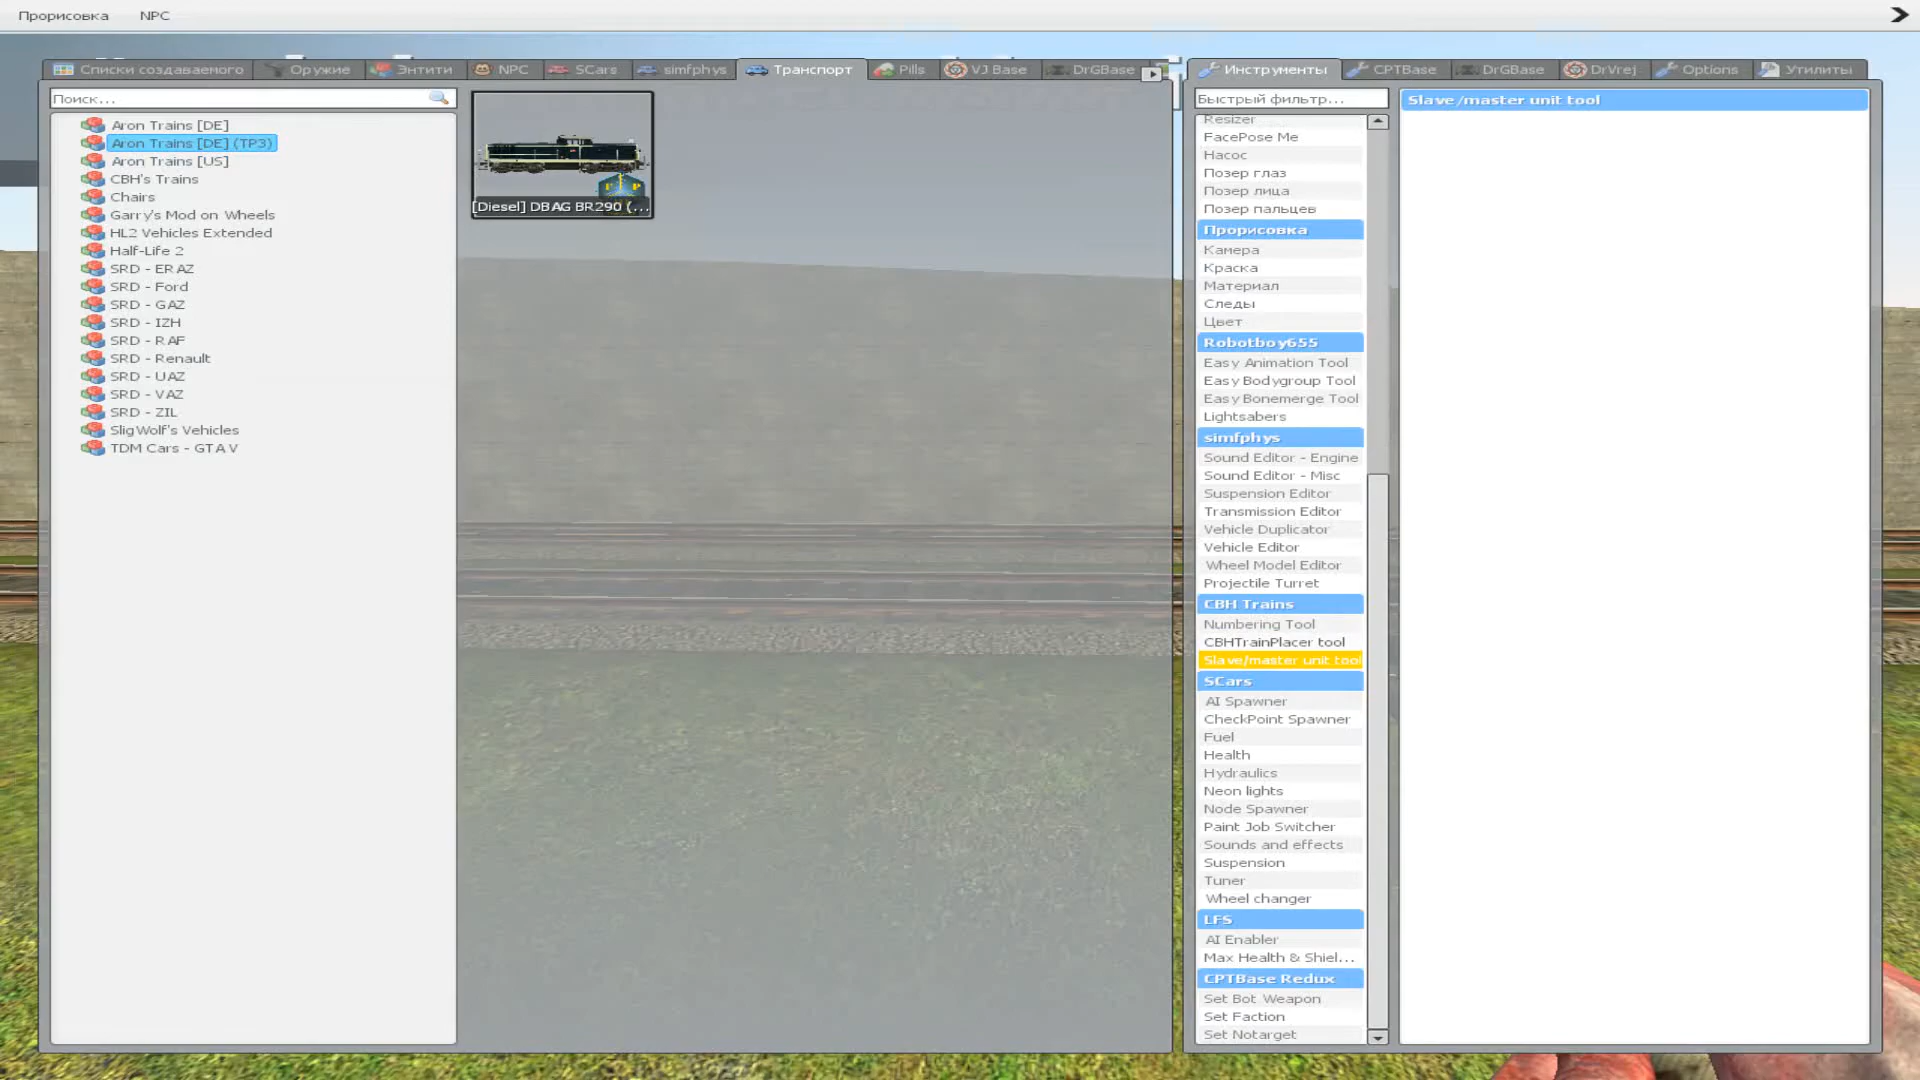 Прорисовка NPC
Списки создаваемого Оружие Энтити NPC SCars simfphys Транспорт Pills VJ Base DrGBase
Поиск...
Aron Trains [DE]
Aron Trains [DE] (TP3)
Aron Trains [US]
CBH's Trains
Chairs
Garry's Mod on Wheels
HL2 Vehicles Extended
Half-Life 2
SRD - ERAZ
SRD - Ford
SRD - GAZ
SRD - IZH
SRD - RAF
SRD - Renault
SRD - UAZ
SRD - VAZ
SRD - ZIL
SligWolf's Vehicles
TDM Cars - GTA V
[Diesel] DBAG BR290 (...
Инструменты CPTBase DrGBase DrVrej Options Утилиты
Быстрый фильтр...
Resizer
FacePose Me
Насос
Позер глаз
Позер лица
Позер пальцев
Прорисовка
Камера
Краска
Материал
Следы
Цвет
Robotboy655
Easy Animation Tool
Easy Bodygroup Tool
Easy Bonemerge Tool
Lightsabers
simfphys
Sound Editor - Engine
Sound Editor - Misc
Suspension Editor
Transmission Editor
Vehicle Duplicator
Vehicle Editor
Wheel Model Editor
Projectile Turret
CBH Trains
Numbering Tool
CBHTrainPlacer tool
Slave/master unit tool
SCars
AI Spawner
CheckPoint Spawner
Fuel
Health
Hydraulics
Neon lights
Node Spawner
Paint Job Switcher
Sounds and effects
Suspension
Tuner
Wheel changer
LFS
AI Enabler
Max Health & Shiel...
CPTBase Redux
Set Bot Weapon
Set Faction
Set Notarget
Slave/master unit tool